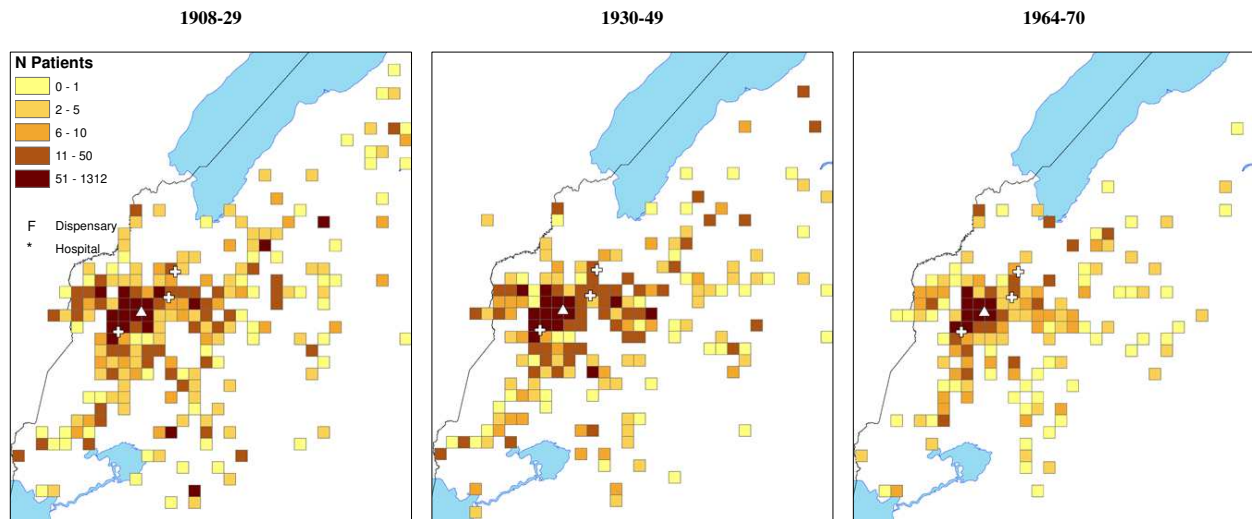 1908-29
1930-49
1964-70
N Patients
0 - 1
2 - 5
6 - 10
11 - 50
51 - 1312
F Dispensary
* Hospital